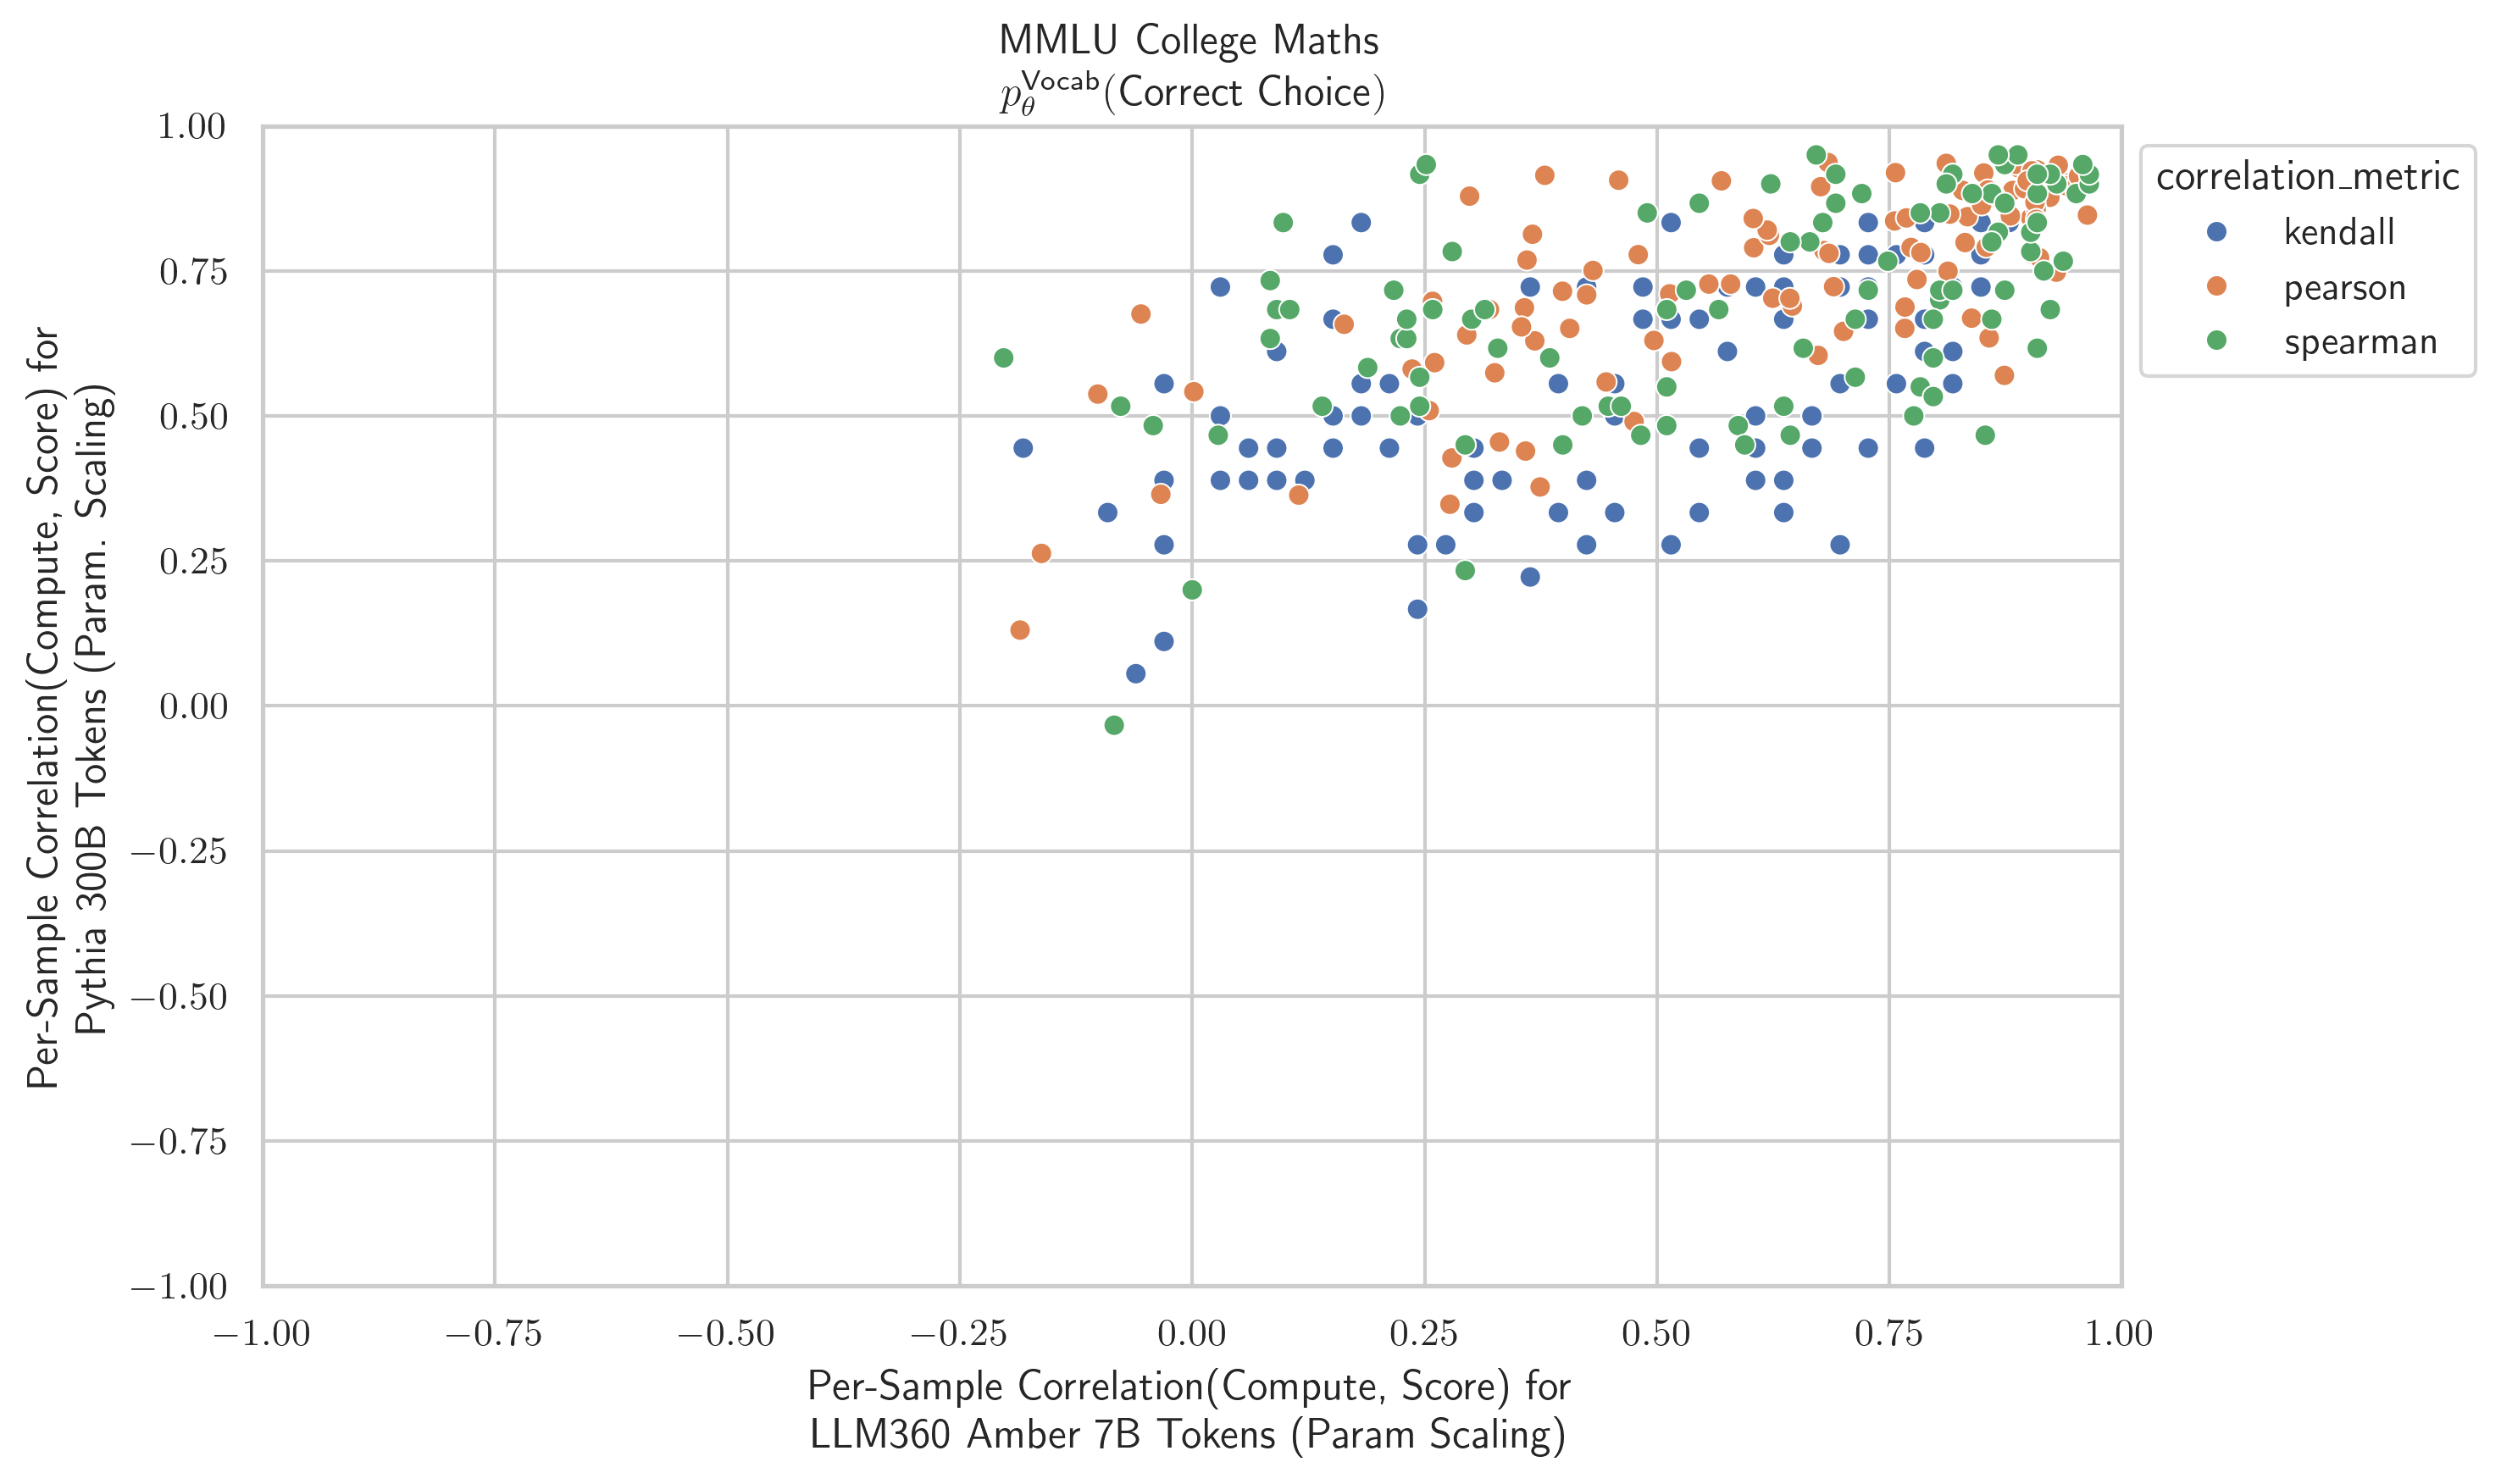 MMLU College Maths
p_θ^Vocab(Correct Choice)
Per-Sample Correlation(Compute, Score) for
Pythia 300B Tokens (Param. Scaling)
1.00
0.75
0.50
0.25
0.00
−0.25
−0.50
−0.75
−1.00
−1.00
−0.75
−0.50
−0.25
0.00
0.25
0.50
0.75
1.00
Per-Sample Correlation(Compute, Score) for
LLM360 Amber 7B Tokens (Param Scaling)
correlation_metric
kendall
pearson
spearman